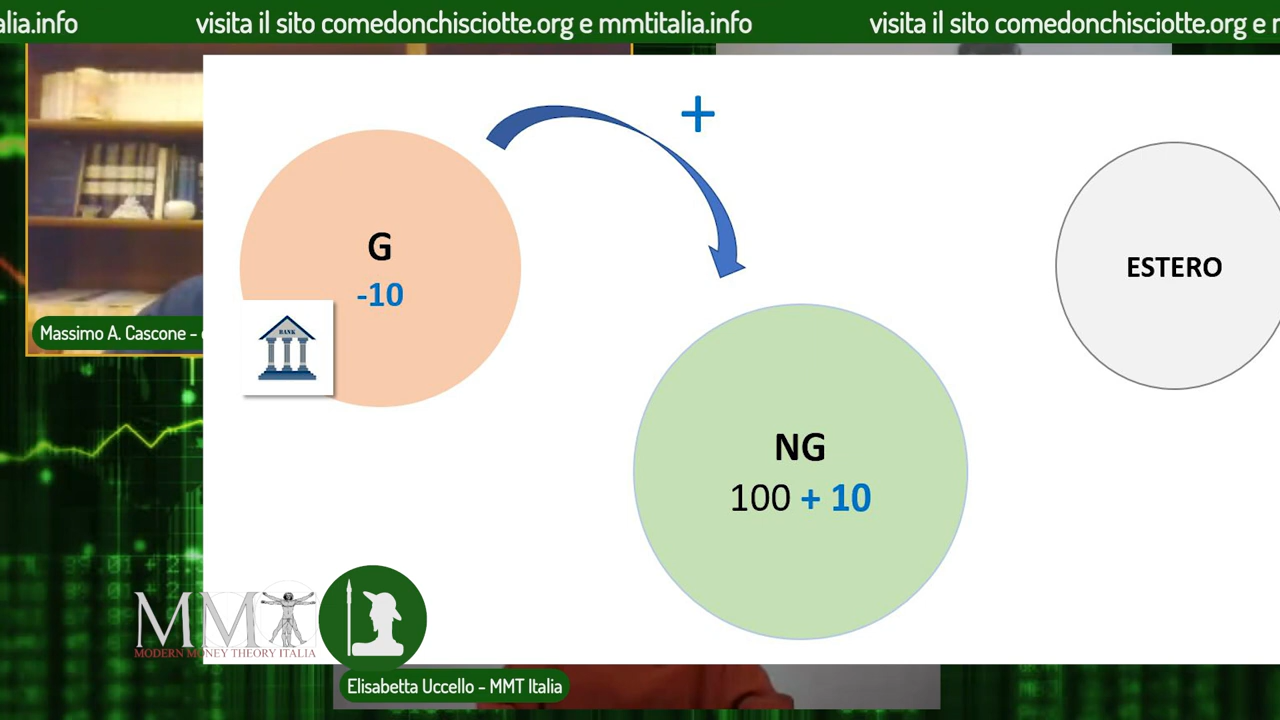 alia.info
visita il sito comedonchisciotte.org e mmtitalia.info
visita il sito comedonchisciotte.org e
+
G
-10
BANK
ESTERO
Massimo A. Cascone -
NG
100 + 10
MMT
MODERN MONEY THEORY ITALIA
Elisabetta Uccello - MMT Italia